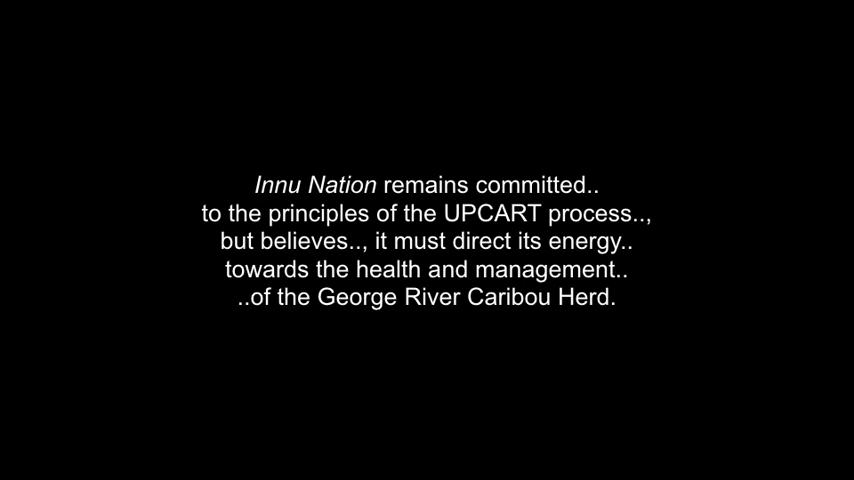 Innu Nation remains committed..
to the principles of the UPCART process..,
but believes.., it must direct its energy..
towards the health and management..
..of the George River Caribou Herd.